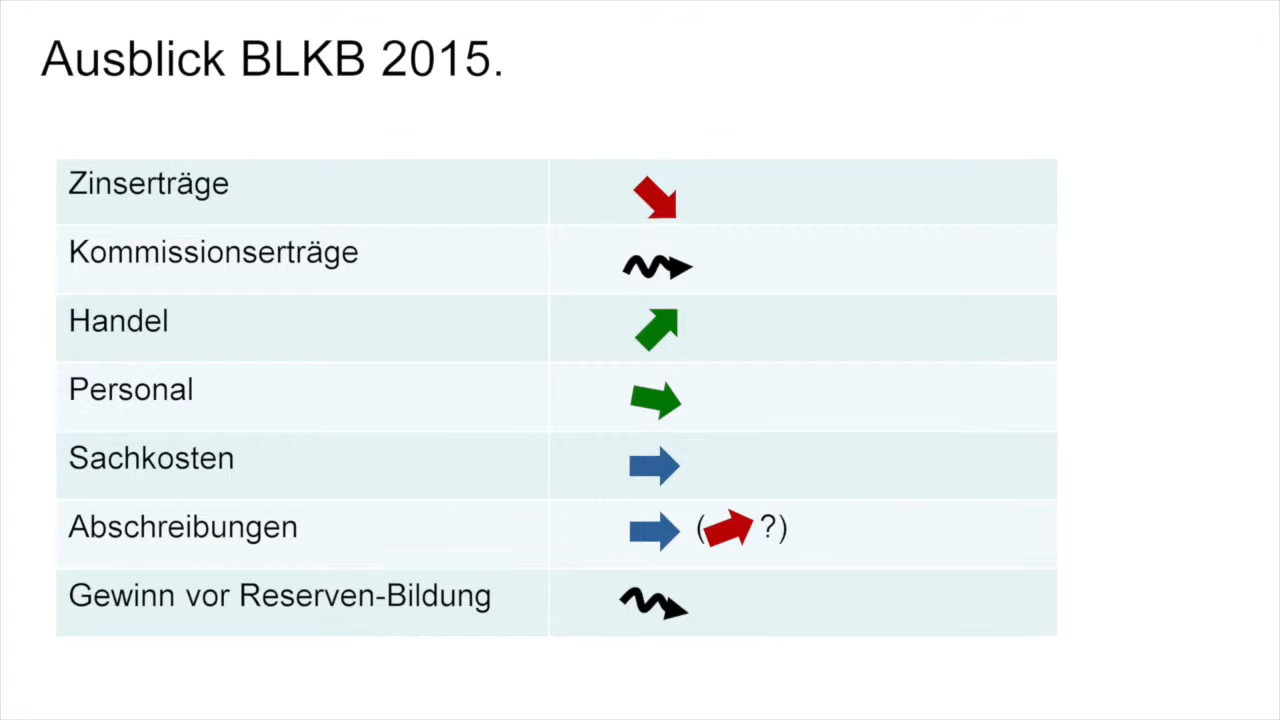 Ausblick BLKB 2015.
Zinserträge
Kommissionserträge
Handel
Personal
Sachkosten
Abschreibungen ( ?)
Gewinn vor Reserven-Bildung